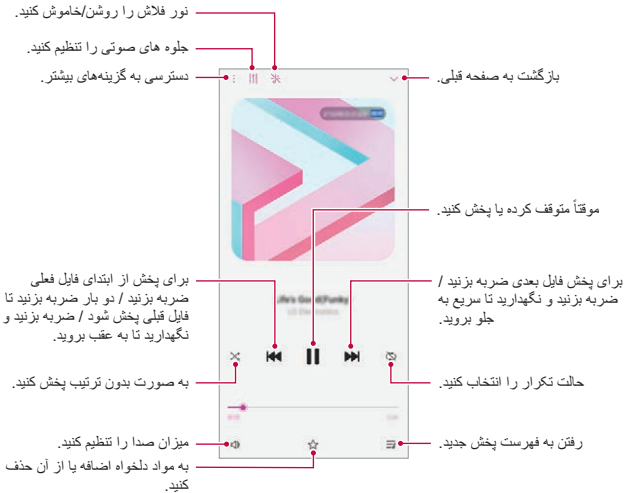 نور فلاش را روشن/خاموش کنید.
جلوه های صوتی را تنظیم کنید.
دسترسی به گزینه‌های بیشتر.
بازگشت به صفحه قبلی.
موقتاً متوقف کرده یا پخش کنید.
برای پخش فایل بعدی ضربه بزنید /
ضربه بزنید و نگهدارید تا سریع به
جلو بروید.
برای پخش از ابتدای فایل فعلی
ضربه بزنید / دو بار ضربه بزنید تا
فایل قبلی پخش شود / ضربه بزنید و
نگهدارید تا به عقب بروید.
Life's Good(Funky
LG Electronics
به صورت بدون ترتیب پخش کنید.
حالت تکرار را انتخاب کنید.
میزان صدا را تنظیم کنید.
رفتن به فهرست پخش جدید.
به مواد دلخواه اضافه یا از آن حذف
کنید.